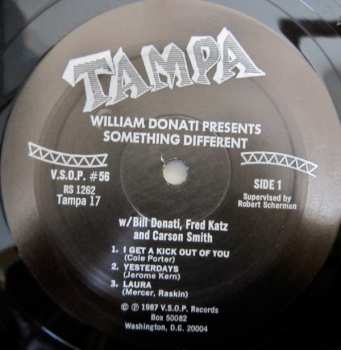 TAMPA
WILLIAM DONATI PRESENTS
SOMETHING DIFFERENT
V.S.O.P. #56
RS 1262
Tampa 17
SIDE 1
Supervised by
Robert Scherman
w/Bill Donati, Fred Katz
and Carson Smith
1. I GET A KICK OUT OF YOU
(Cole Porter)
2. YESTERDAYS
(Jerome Kern)
3. LAURA
(Mercer, Raskin)
© ℗ 1987 V.S.O.P. Records
Box 50082
Washington, D.C. 20004